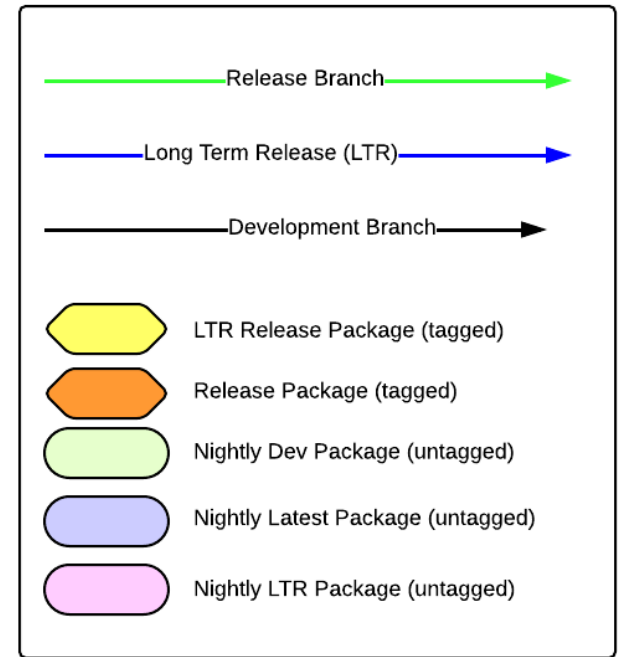 Release Branch
Long Term Release (LTR)
Development Branch
LTR Release Package (tagged)
Release Package (tagged)
Nightly Dev Package (untagged)
Nightly Latest Package (untagged)
Nightly LTR Package (untagged)